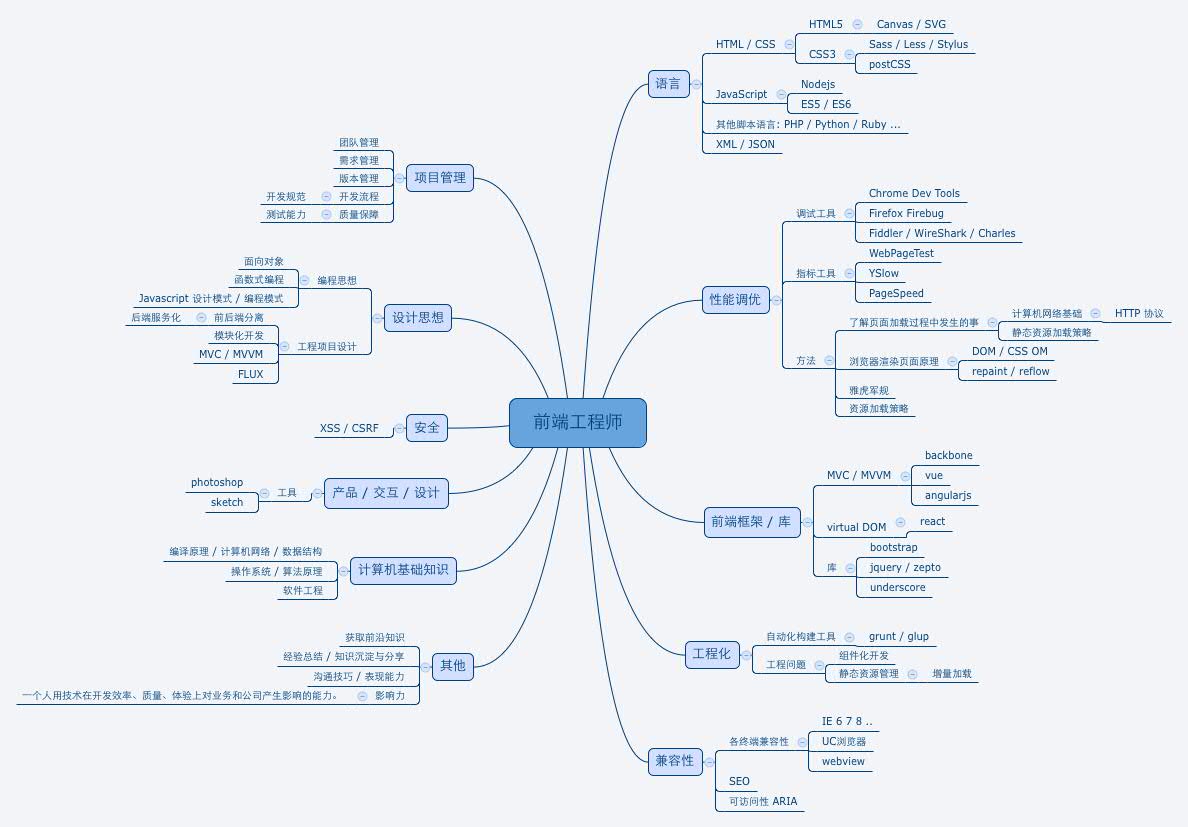 前端工程师
语言
HTML / CSS
HTML5
Canvas / SVG
CSS3
Sass / Less / Stylus
postCSS
JavaScript
Nodejs
ES5 / ES6
其他脚本语言: PHP / Python / Ruby ...
XML / JSON
性能调优
调试工具
Chrome Dev Tools
Firefox Firebug
Fiddler / WireShark / Charles
指标工具
WebPageTest
YSlow
PageSpeed
方法
了解页面加载过程中发生的事
计算机网络基础
HTTP 协议
静态资源加载策略
浏览器渲染页面原理
DOM / CSS OM
repaint / reflow
雅虎军规
资源加载策略
前端框架 / 库
MVC / MVVM
backbone
vue
angularjs
virtual DOM
react
库
bootstrap
jquery / zepto
underscore
工程化
自动化构建工具
grunt / glup
工程问题
组件化开发
静态资源管理
增量加载
兼容性
各终端兼容性
IE 6 7 8 ..
UC浏览器
webview
SEO
可访问性 ARIA
项目管理
团队管理
需求管理
版本管理
开发流程
开发规范
质量保障
测试能力
设计思想
编程思想
面向对象
函数式编程
Javascript 设计模式 / 编程模式
工程项目设计
前后端分离
后端服务化
模块化开发
MVC / MVVM
FLUX
安全
XSS / CSRF
产品 / 交互 / 设计
工具
photoshop
sketch
计算机基础知识
编译原理 / 计算机网络 / 数据结构
操作系统 / 算法原理
软件工程
其他
获取前沿知识
经验总结 / 知识沉淀与分享
沟通技巧 / 表现能力
影响力
一个人用技术在开发效率、质量、体验上对业务和公司产生影响的能力。